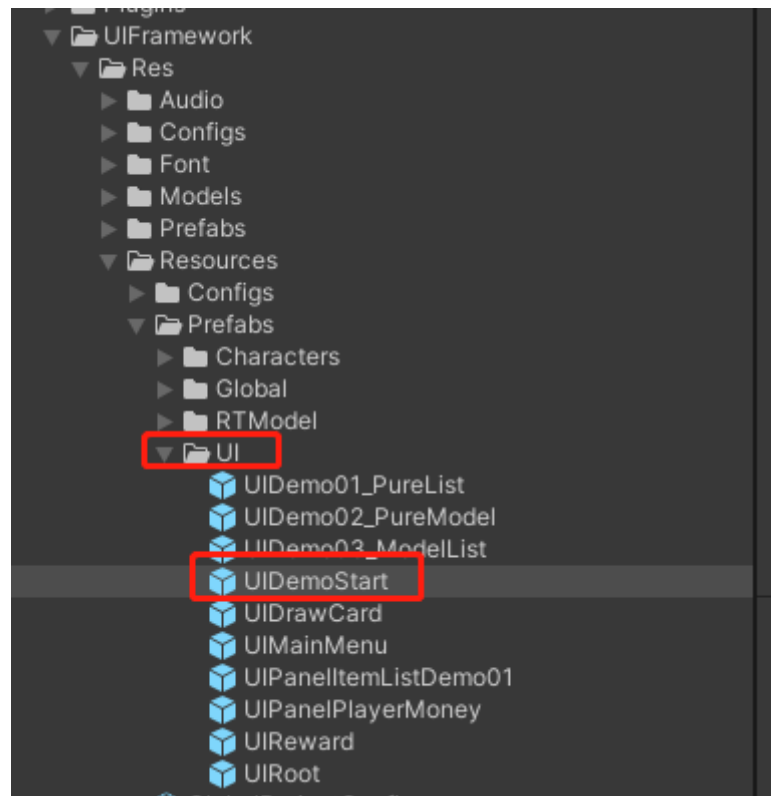 Plugins
UIFramework
Res
Audio
Configs
Font
Models
Prefabs
Resources
Configs
Prefabs
Characters
Global
RTModel
UI
UIDemo01_PureList
UIDemo02_PureModel
UIDemo03_ModelList
UIDemoStart
UIDrawCard
UIMainMenu
UIPanelItemListDemo01
UIPanelPlayerMoney
UIReward
UIRoot